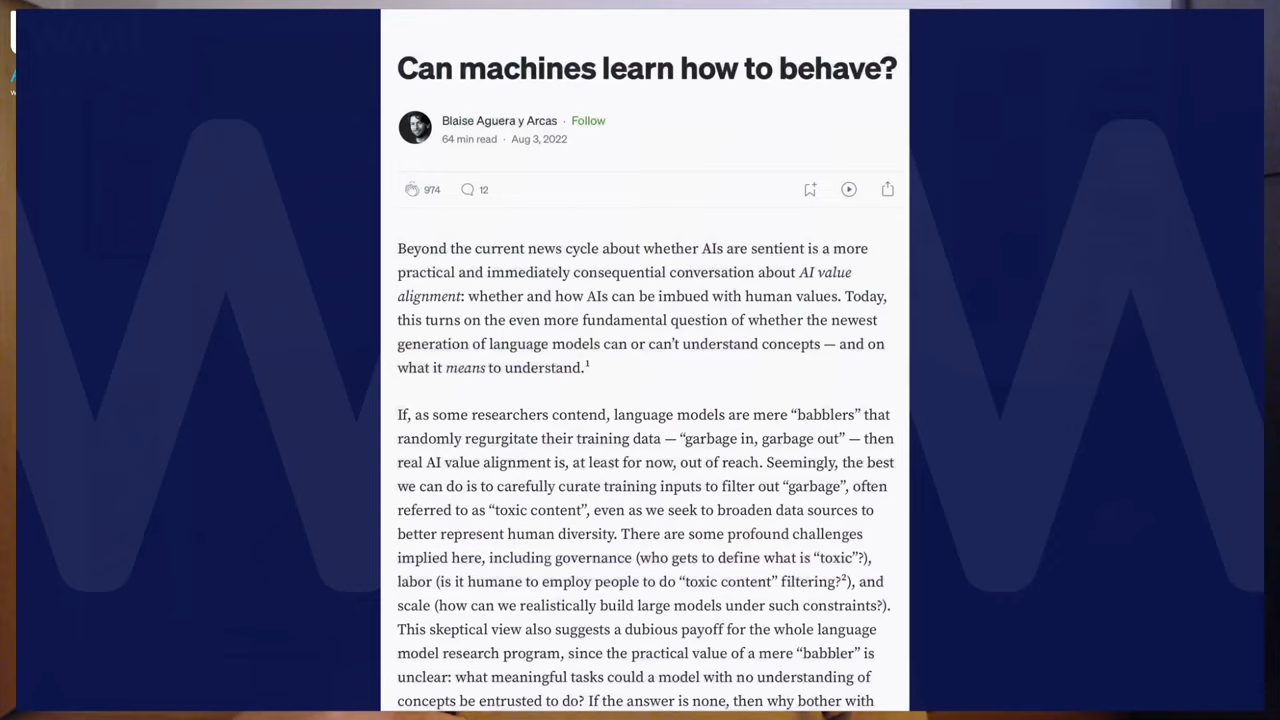 Can machines learn how to behave?
Blaise Aguera y Arcas · Follow
64 min read · Aug 3, 2022
974 12
Beyond the current news cycle about whether AIs are sentient is a more
practical and immediately consequential conversation about AI value
alignment: whether and how AIs can be imbued with human values. Today,
this turns on the even more fundamental question of whether the newest
generation of language models can or can’t understand concepts — and on
what it means to understand.¹
If, as some researchers contend, language models are mere “babblers” that
randomly regurgitate their training data — “garbage in, garbage out” — then
real AI value alignment is, at least for now, out of reach. Seemingly, the best
we can do is to carefully curate training inputs to filter out “garbage”, often
referred to as “toxic content”, even as we seek to broaden data sources to
better represent human diversity. There are some profound challenges
implied here, including governance (who gets to define what is “toxic”?),
labor (is it humane to employ people to do “toxic content” filtering?²), and
scale (how can we realistically build large models under such constraints?).
This skeptical view also suggests a dubious payoff for the whole language
model research program, since the practical value of a mere “babbler” is
unclear: what meaningful tasks could a model with no understanding of
concepts be entrusted to do? If the answer is none, then why bother with